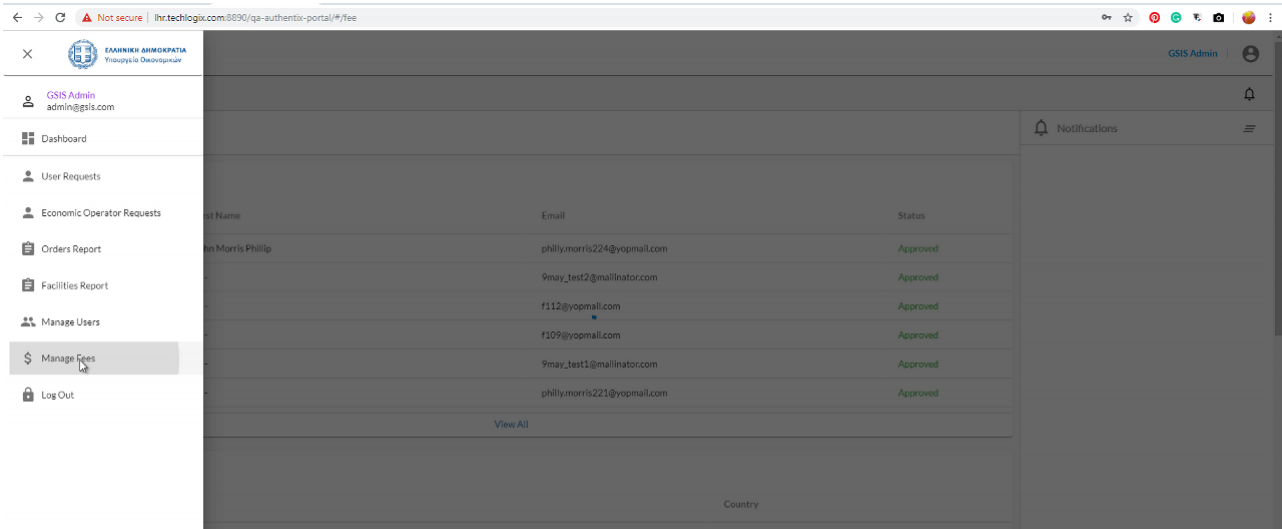 Not secure | lhr.techlogix.com:8890/qa-authentix-portal/#/fee
ΕΛΛΗΝΙΚΗ ΔΗΜΟΚΡΑΤΙΑ
Υπουργείο Οικονομικών
GSIS Admin
GSIS Admin
admin@gsis.com
Dashboard
Notifications
User Requests
Economic Operator Requests
rst Name Email Status
Orders Report
hn Morris Phillip philly.morris224@yopmail.com Approved
9may_test2@mailinator.com Approved
Facilities Report
f112@yopmail.com Approved
Manage Users
f109@yopmail.com Approved
Manage Fees
9may_test1@mailinator.com Approved
Log Out
philly.morris221@yopmail.com Approved
View All
Country